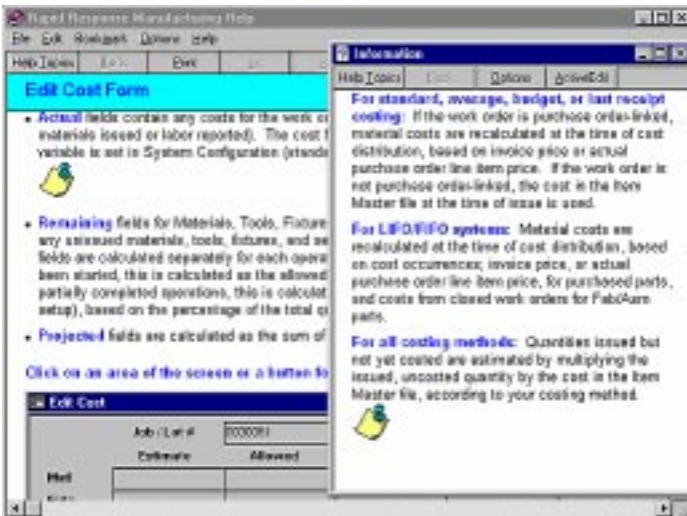 Rapid Response Manufacturing Help
File Edit Bookmark Options Help
Help Topics Back Print
Edit Cost Form
• Actual fields contain any costs for the work or
materials issued or labor reported). The cost
variable is set in System Configuration (standa
• Remaining fields for Materials, Tools, Fixture
any unissued materials, tools, fixtures, and se
fields are calculated separately for each opera
been started, this is calculated as the allowed
partially completed operations, this is calculat
setup), based on the percentage of the total q
• Projected fields are calculated as the sum of
Click on an area of the screen or a button fo
Edit Cost
Job / Lot #
Estimate Allowed
Matl
Information
Help Topics Back Options ActiveEdit
For standard, average, budget, or last receipt
costing: If the work order is purchase order-linked,
material costs are recalculated at the time of cost
distribution, based on invoice price or actual
purchase order line item price. If the work order is
not purchase order-linked, the cost in the Item
Master file at the time of issue is used.
For LIFO/FIFO systems: Material costs are
recalculated at the time of cost distribution, based
on cost occurrences; invoice price, or actual
purchase order line item price, for purchased parts,
and costs from closed work orders for Fab/Asm
parts.
For all costing methods: Quantities issued but
not yet costed are estimated by multiplying the
issued, uncosted quantity by the cost in the Item
Master file, according to your costing method.